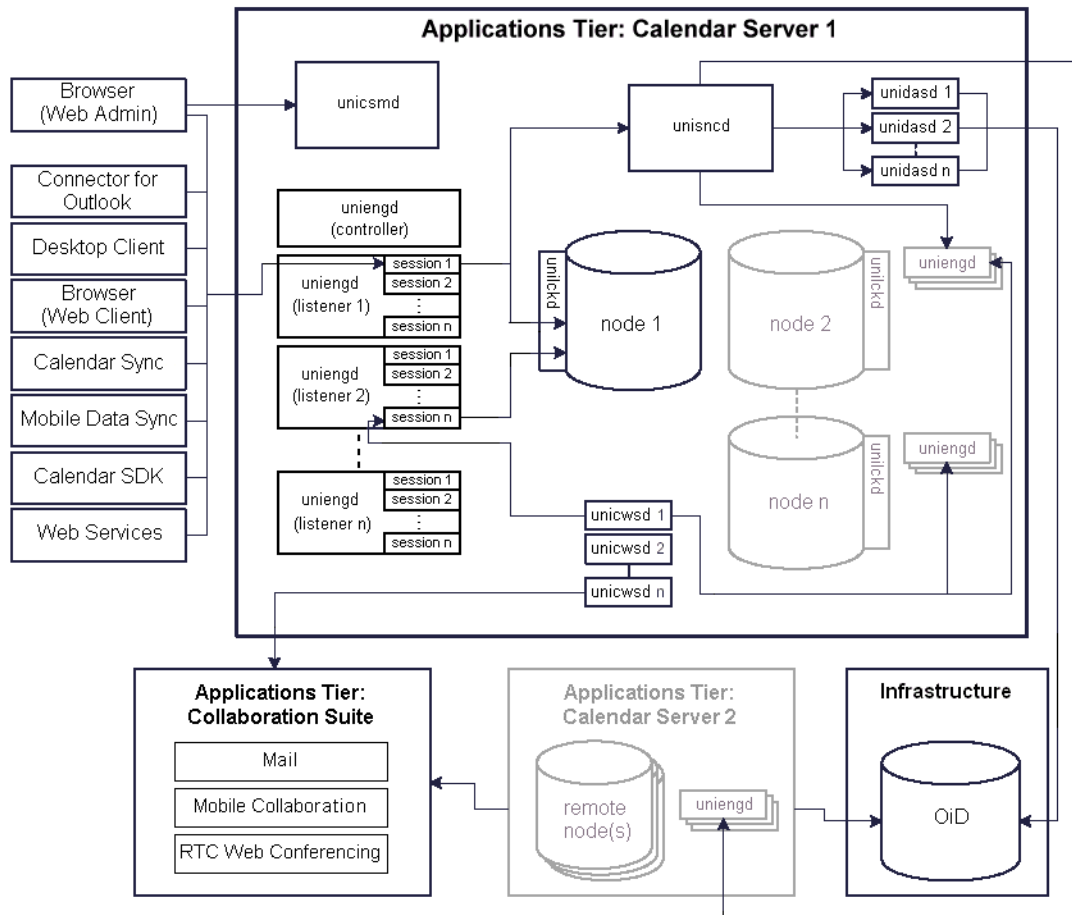 Applications Tier: Calendar Server 1
Browser
(Web Admin)
Connector for
Outlook
Desktop Client
Browser
(Web Client)
Calendar Sync
Mobile Data Sync
Calendar SDK
Web Services
unicsmd
unisncd
unidasd 1
unidasd 2
unidasd n
uniengd
(controller)
uniengd
(listener 1)
session 1
session 2
session n
uniengd
(listener 2)
session 1
session 2
session n
uniengd
(listener n)
session 1
session 2
session n
unilckd
node 1
node 2
unilckd
uniengd
node n
unilckd
uniengd
unicwsd 1
unicwsd 2
unicwsd n
Applications Tier:
Collaboration Suite
Mail
Mobile Collaboration
RTC Web Conferencing
Applications Tier:
Calendar Server 2
remote
node(s)
uniengd
Infrastructure
OiD